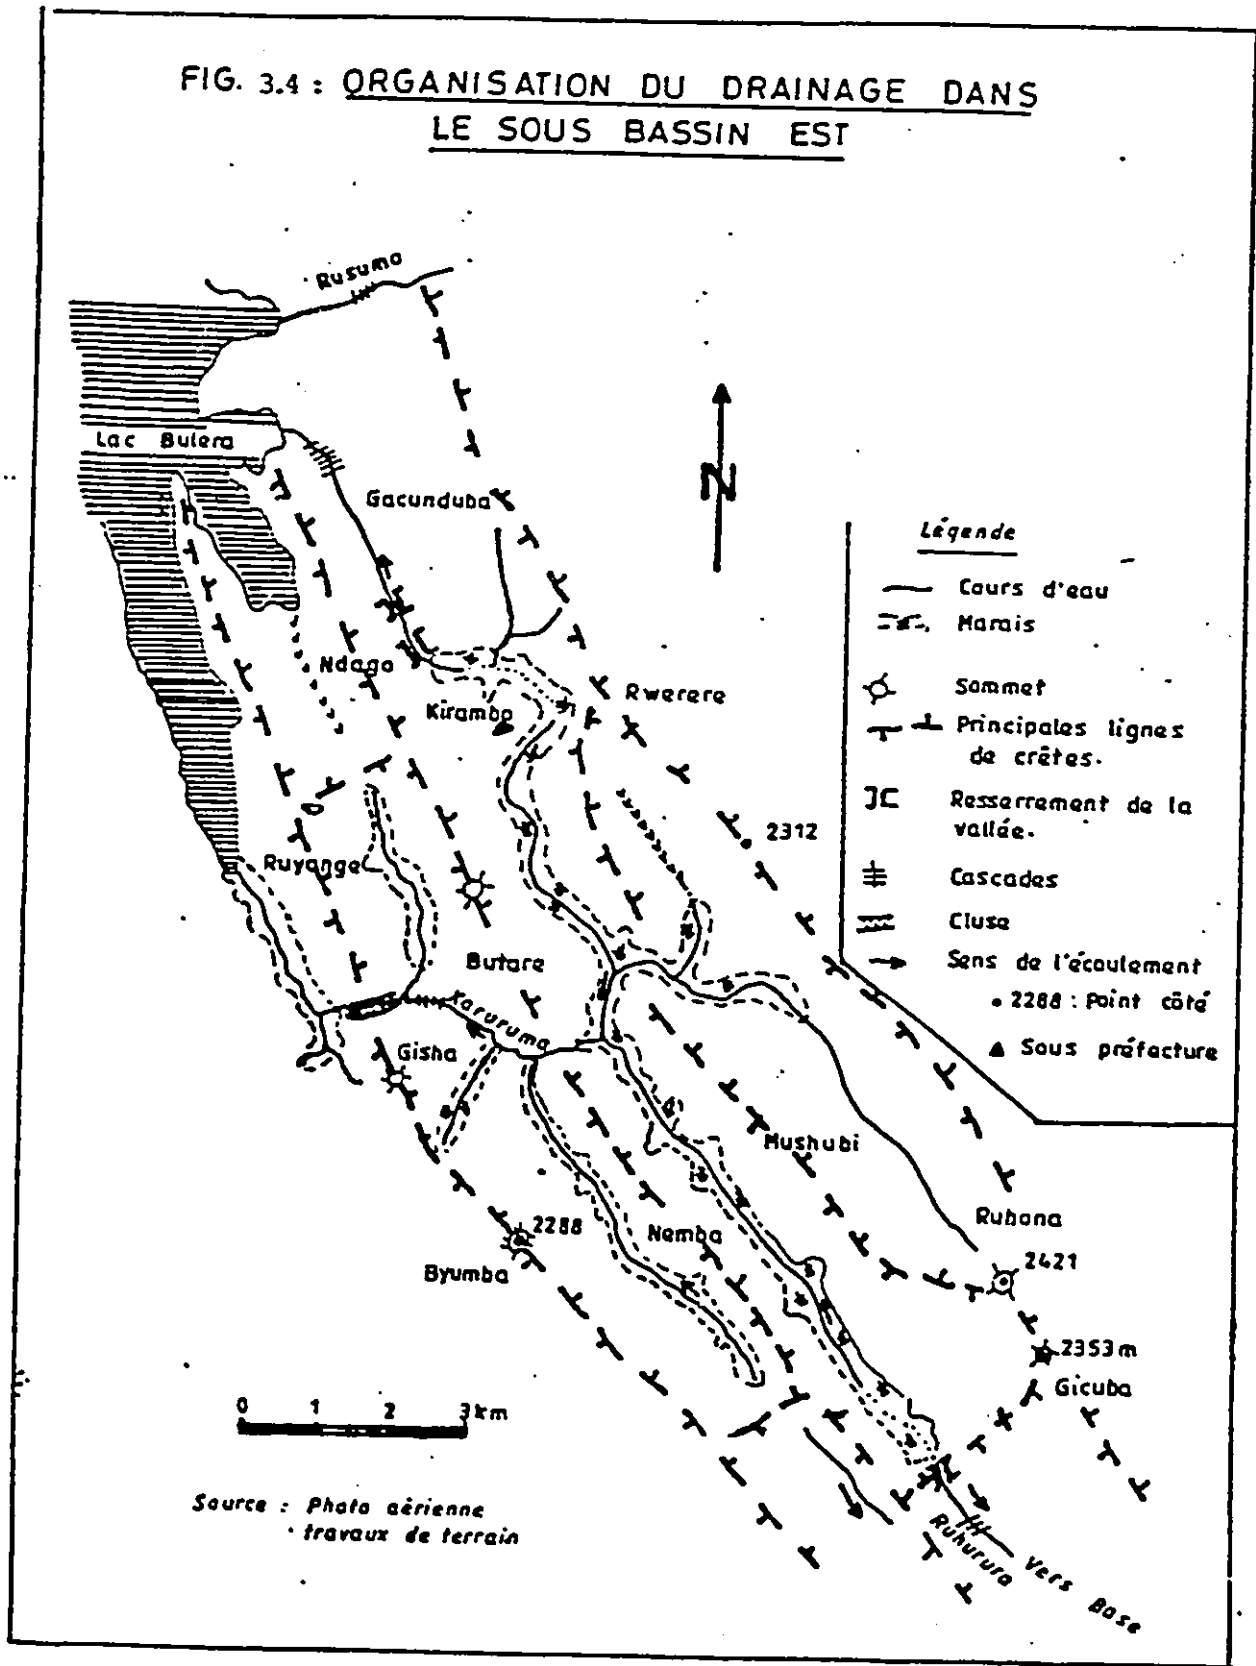 FIG. 3.4 : ORGANISATION DU DRAINAGE DANS
LE SOUS BASSIN EST
Rusumo
Lac Bulera
Gacunduba
N
Légende
Cours d'eau
Marais
Sommet
Principales lignes
de crêtes.
Resserrement de la
vallée.
Cascades
Cluse
Sens de l'écoulement
• 2288 : Point côté
Sous préfacture
Ndago
Kirambo
Rwerere
2312
Ruyange
Butare
Karuruma
Gisha
Mushubi
Ruhona
2421
2288
Nemba
Byumba
2353m
Gicuba
0 1 2 3km
Source : Photo aérienne
travaux de terrain
Ruhurura
Vers Base